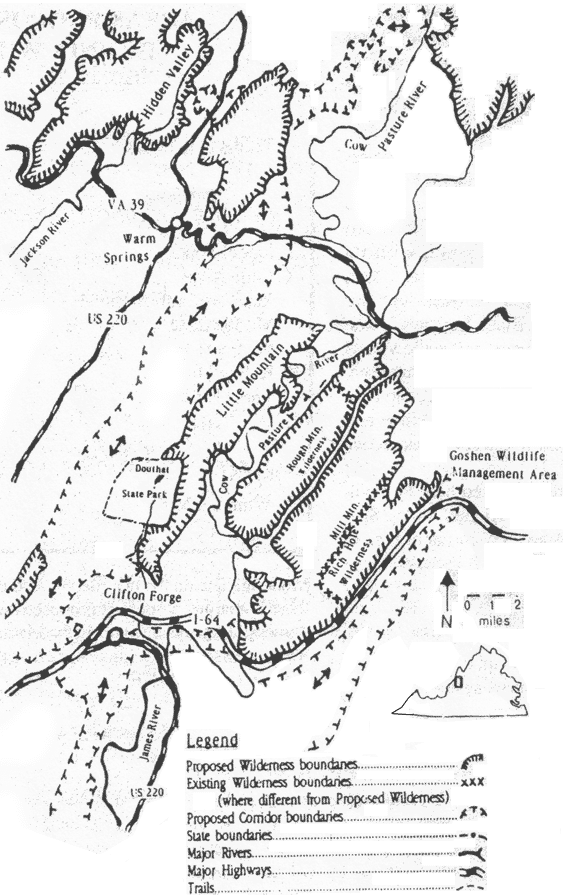 Hidden Valley
Cow
Pasture River
Jackson River
VA 39
Warm
Springs
US 220
Little Mountain
River
Pasture
Cow
Rough Mtn.
Wilderness
Douthat
State Park
Mill Mtn.
Rich Hole
Wilderness
Goshen Wildlife
Management Area
Clifton Forge
I-64
N
0 1 2
miles
James River
US 220
Legend
Proposed Wilderness boundaries
Existing Wilderness boundaries
(where different from Proposed Wilderness)
Proposed Corridor boundaries
State boundaries
Major Rivers
Major Highways
Trails